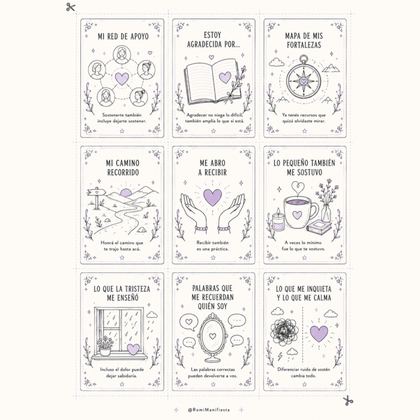 MI RED DE APOYO
Sostenerte también
incluye dejarte sostener.
ESTOY
AGRADECIDA POR...
Agradecer no niega lo difícil,
también amplía lo que sí está.
MAPA DE MIS
FORTALEZAS
Ya tenés recursos que
quizá olvidaste mirar.
MI CAMINO
RECORRIDO
Honrá el camino que
te trajo hasta acá.
ME ABRO
A RECIBIR
Recibir también
es una práctica.
LO PEQUEÑO TAMBIÉN
ME SOSTUVO
A veces lo mínimo
fue lo que te sostuvo.
LO QUE LA TRISTEZA
ME ENSEÑÓ
Incluso el dolor puede
dejar sabiduría.
PALABRAS QUE
ME RECUERDAN
QUIÉN SOY
Las palabras correctas
pueden devolverte a vos.
LO QUE ME INQUIETA
Y LO QUE ME CALMA
Diferenciar ruido de sostén
cambia todo.
@RomiManifiesta